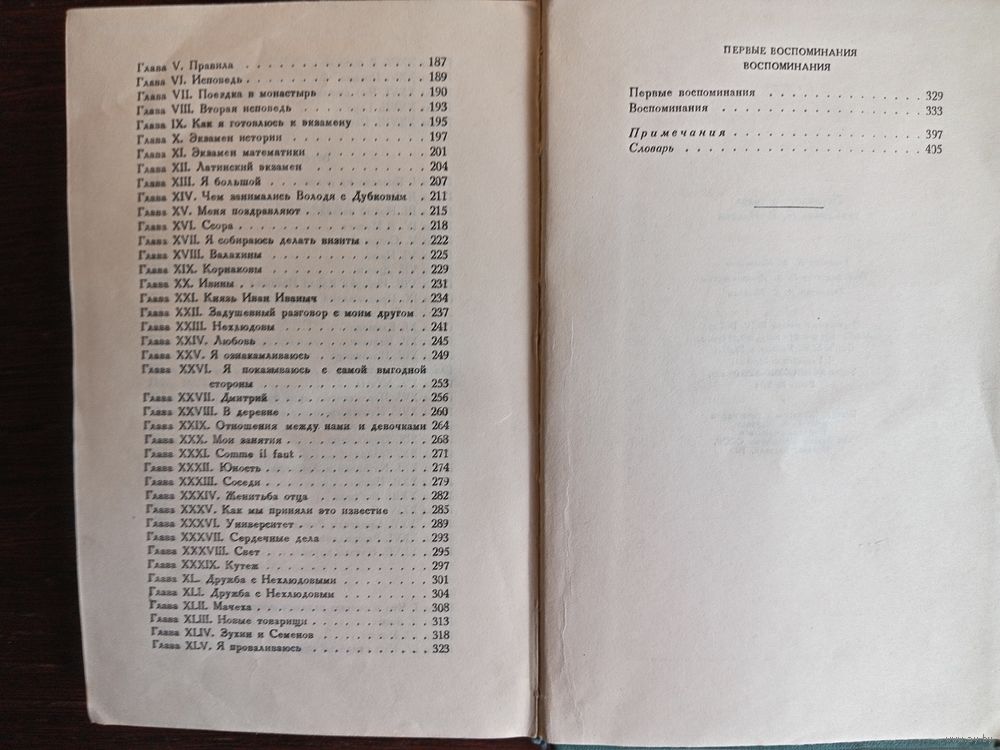 Глава V. Правила . . . . . . . . . . . . . . 187
Глава VI. Исповедь . . . . . . . . . . . . . 189
Глава VII. Поездка в монастырь . . . . . . . 190
Глава VIII. Вторая исповедь . . . . . . . . 193
Глава IX. Как я готовлюсь к экзамену . . . . . 195
Глава X. Экзамен истории . . . . . . . . . . 197
Глава XI. Экзамен математики . . . . . . . . 201
Глава XII. Латинский экзамен . . . . . . . . 204
Глава XIII. Я большой . . . . . . . . . . . 207
Глава XIV. Чем занимались Володя с Дубковым . 211
Глава XV. Меня поздравляют . . . . . . . . . 215
Глава XVI. Ссора . . . . . . . . . . . . . . 218
Глава XVII. Я собираюсь делать визиты . . . . . 222
Глава XVIII. Валахины . . . . . . . . . . . 225
Глава XIX. Корнаковы . . . . . . . . . . . . 229
Глава XX. Ивины . . . . . . . . . . . . . . 231
Глава XXI. Князь Иван Иваныч . . . . . . . . 234
Глава XXII. Задушевный разговор с моим другом . 237
Глава XXIII. Нехлюдовы . . . . . . . . . . . 241
Глава XXIV. Любовь . . . . . . . . . . . . . 245
Глава XXV. Я ознакамливаюсь . . . . . . . . 249
Глава XXVI. Я показываюсь с самой выгодной
стороны . . . . . . . . . . . . 253
Глава XXVII. Дмитрий . . . . . . . . . . . . 256
Глава XXVIII. В деревне . . . . . . . . . . 260
Глава XXIX. Отношения между нами и девочками 264
Глава XXX. Мои занятия . . . . . . . . . . . 268
Глава XXXI. Comme il faut . . . . . . . . . . 271
Глава XXXII. Юность . . . . . . . . . . . . 274
Глава XXXIII. Соседи . . . . . . . . . . . . 279
Глава XXXIV. Женитьба отца . . . . . . . . 282
Глава XXXV. Как мы приняли это известие . . . 285
Глава XXXVI. Университет . . . . . . . . . . 289
Глава XXXVII. Сердечные дела . . . . . . . . 293
Глава XXXVIII. Свет . . . . . . . . . . . . 295
Глава XXXIX. Кутеж . . . . . . . . . . . . 297
Глава XL. Дружба с Нехлюдовыми . . . . . . . 301
Глава XLI. Дружба с Нехлюдовым . . . . . . . 304
Глава XLII. Мачеха . . . . . . . . . . . . . 308
Глава XLIII. Новые товарищи . . . . . . . . . 313
Глава XLIV. Зухин и Семенов . . . . . . . . 318
Глава XLV. Я проваливаюсь . . . . . . . . . 323
ПЕРВЫЕ ВОСПОМИНАНИЯ
ВОСПОМИНАНИЯ
Первые воспоминания . . . . . . . . . . . . 329
Воспоминания . . . . . . . . . . . . . . . . 333
Примечания . . . . . . . . . . . . . . . . 397
Словарь . . . . . . . . . . . . . . . . . . 405